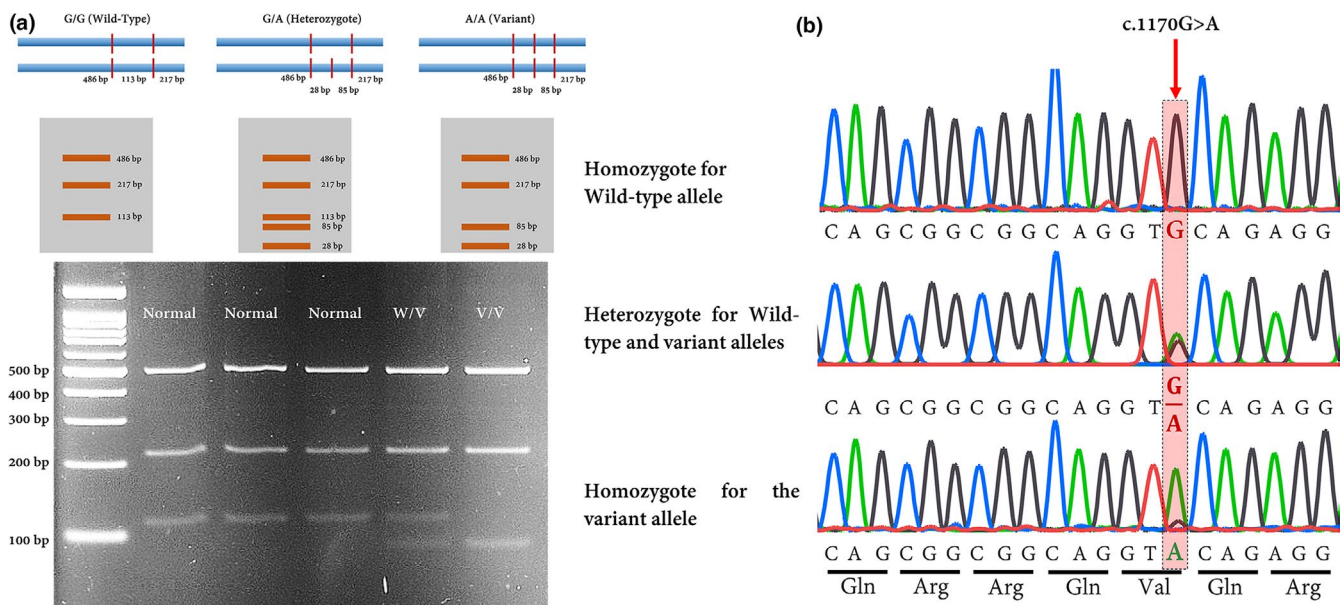 (a)
G/G (Wild-Type)
G/A (Heterozygote)
A/A (Variant)
486 bp 113 bp 217 bp
486 bp 217 bp
28 bp 85 bp
486 bp 217 bp
28 bp 85 bp
486 bp
217 bp
113 bp
486 bp
217 bp
113 bp
85 bp
28 bp
486 bp
217 bp
85 bp
28 bp
Normal Normal Normal W/V V/V
500 bp
400 bp
300 bp
200 bp
100 bp
(b)
c.1170G>A
Homozygote for
Wild-type allele
C A G C G G C G G C A G G T G C A G A G G
Heterozygote for Wild-
type and variant alleles
C A G C G G C G G C A G G T G C A G A G G
A
Homozygote for the
variant allele
C A G C G G C G G C A G G T A C A G A G G
Gln Arg Arg Gln Val Gln Arg